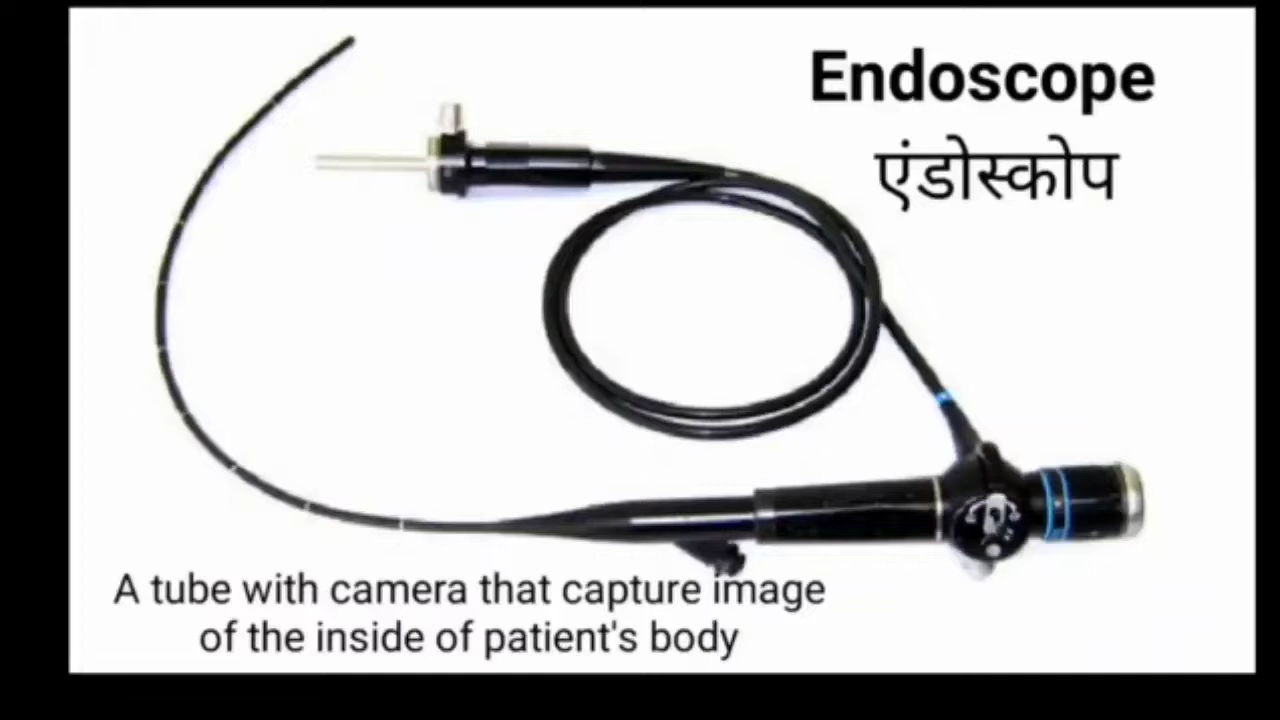 Endoscope
एंडोस्कोप
A tube with camera that capture image
of the inside of patient's body